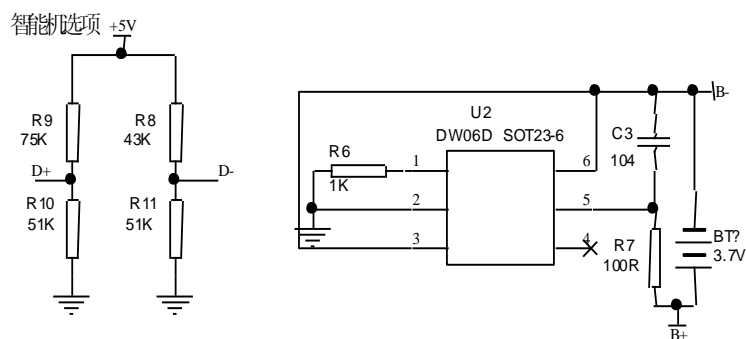 智能机选项
+5V
R9
75K
R8
43K
D+
D-
R10
51K
R11
51K
U2
DW06D SOT23-6
R6
1K
1
2
3
6
5
4
C3
104
R7
100R
B-
BT?
3.7V
B+